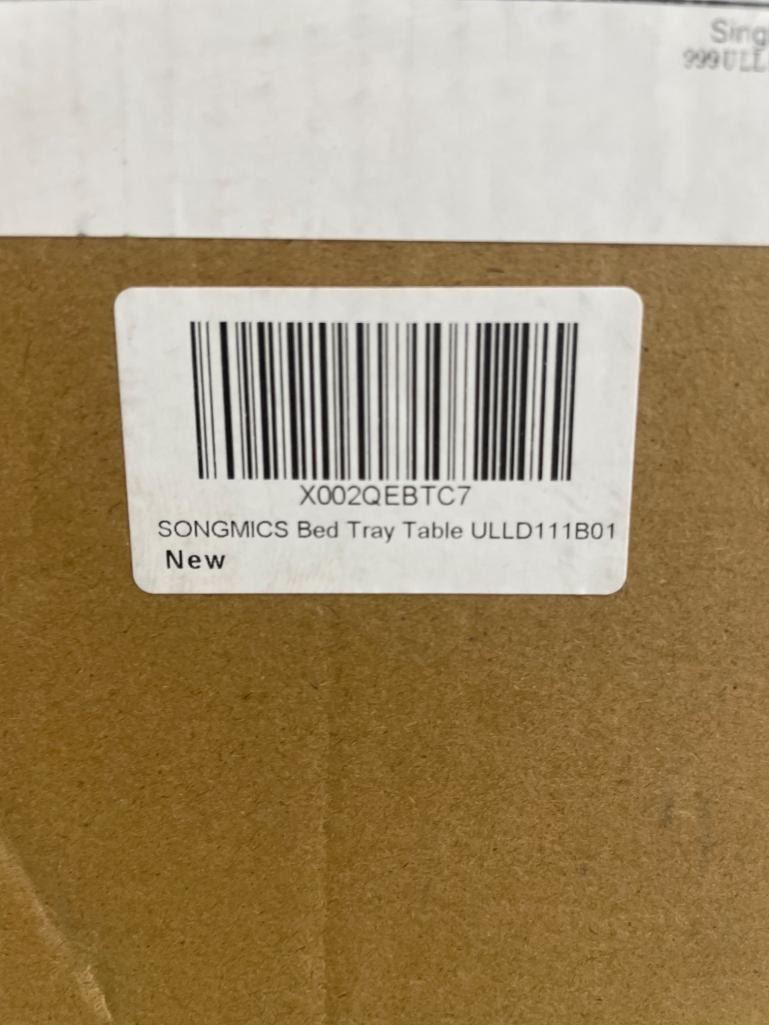 X002QEBTC7
SONGMICS Bed Tray Table ULLD111B01
New